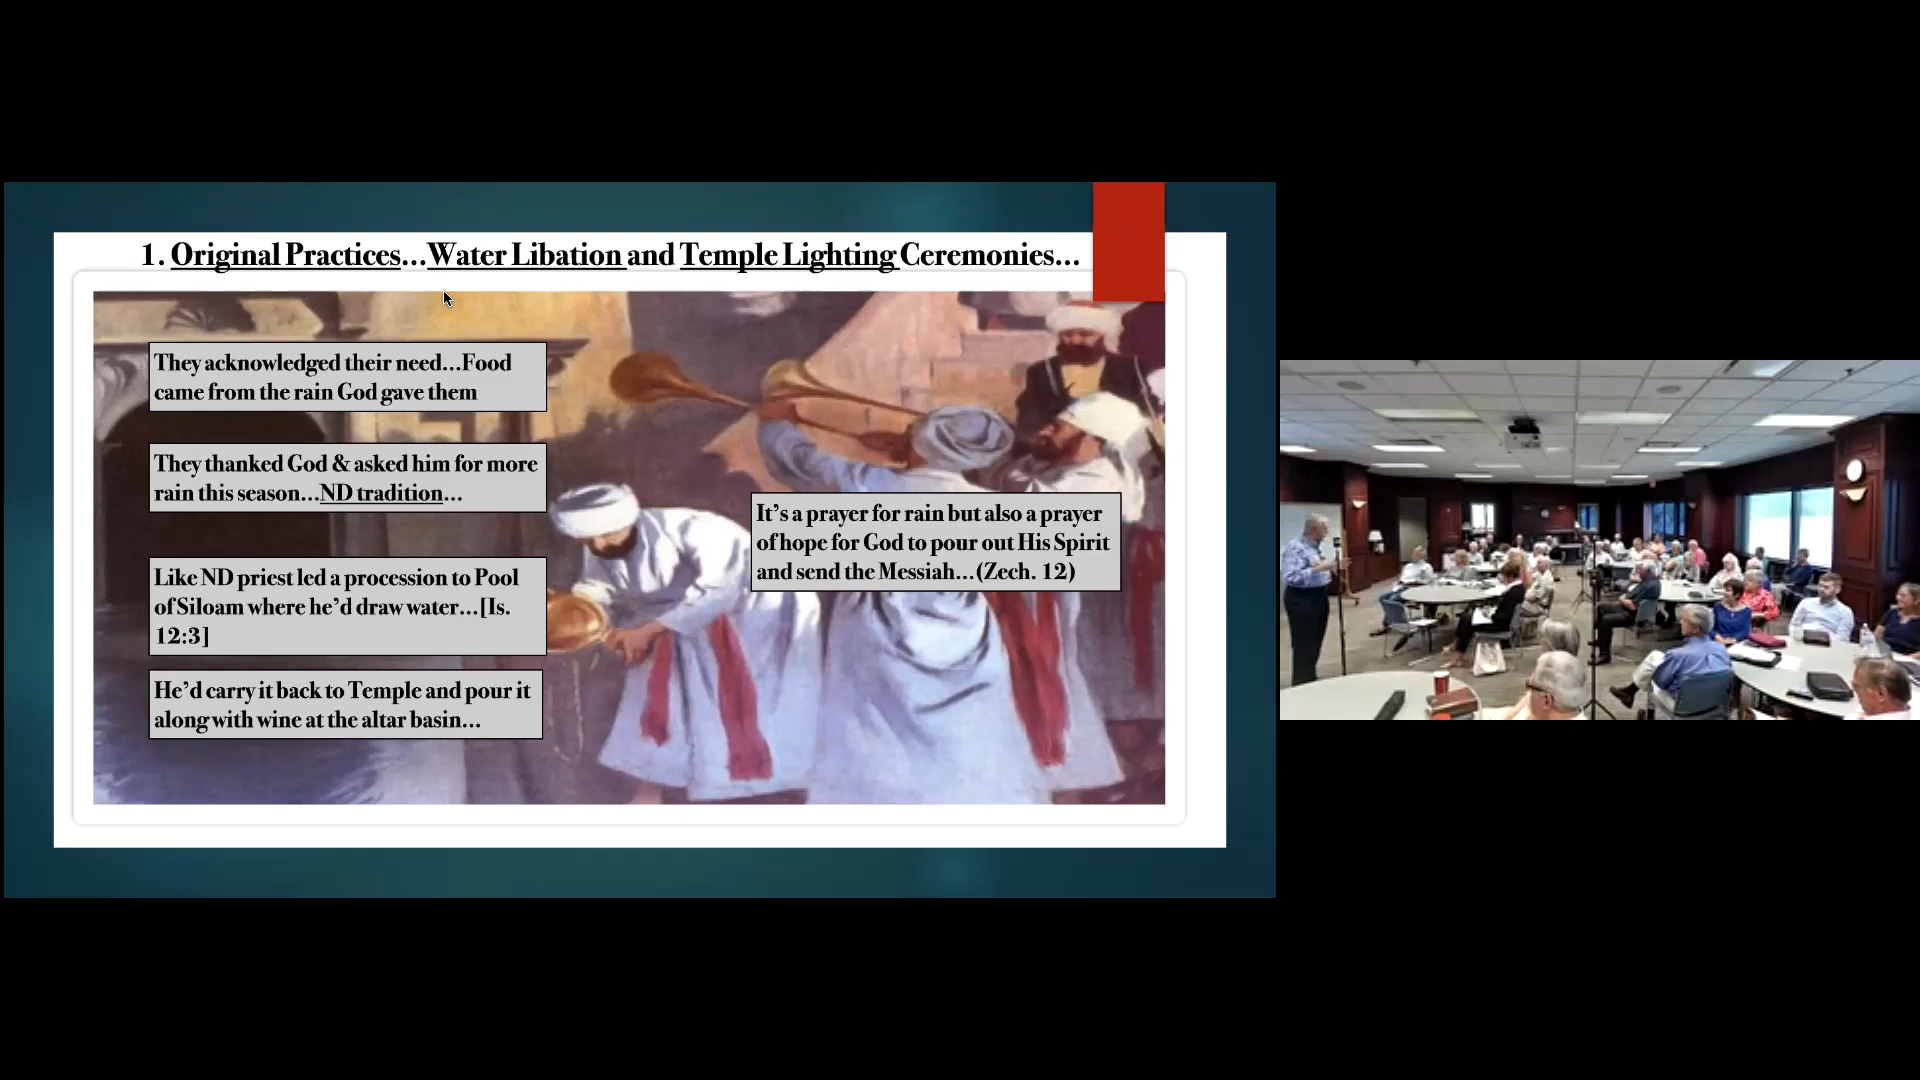 1. Original Practices…Water Libation and Temple Lighting Ceremonies…
They acknowledged their need…Food
came from the rain God gave them
They thanked God & asked him for more
rain this season…ND tradition…
Like ND priest led a procession to Pool
of Siloam where he’d draw water…[Is.
12:3]
He’d carry it back to Temple and pour it
along with wine at the altar basin…
It’s a prayer for rain but also a prayer
of hope for God to pour out His Spirit
and send the Messiah…(Zech. 12)